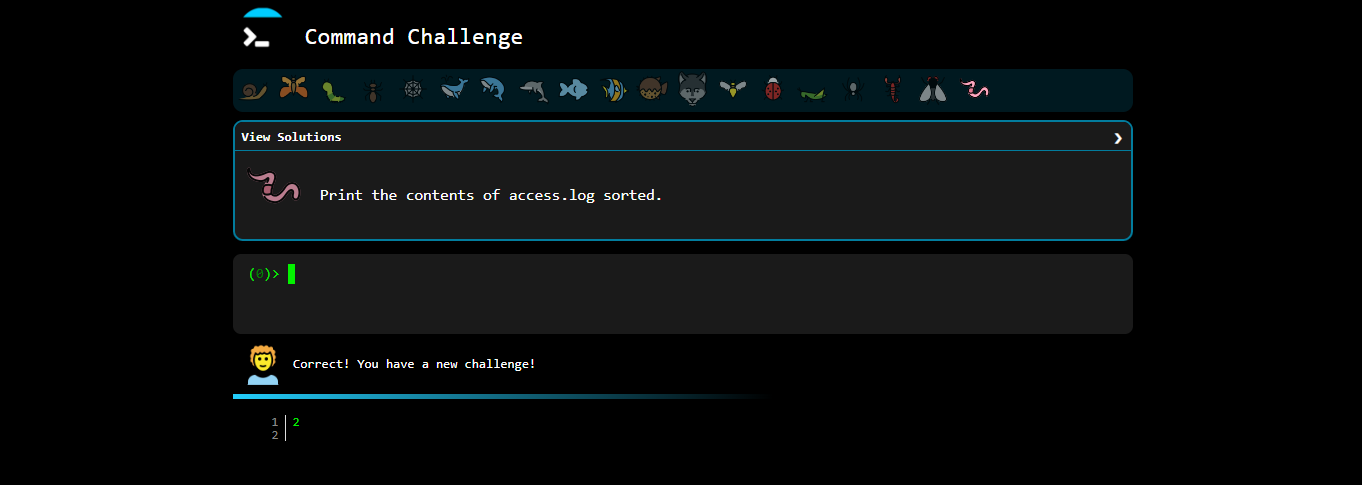 Command Challenge
View Solutions
Print the contents of access.log sorted.
(0)>
Correct! You have a new challenge!
1 2
2